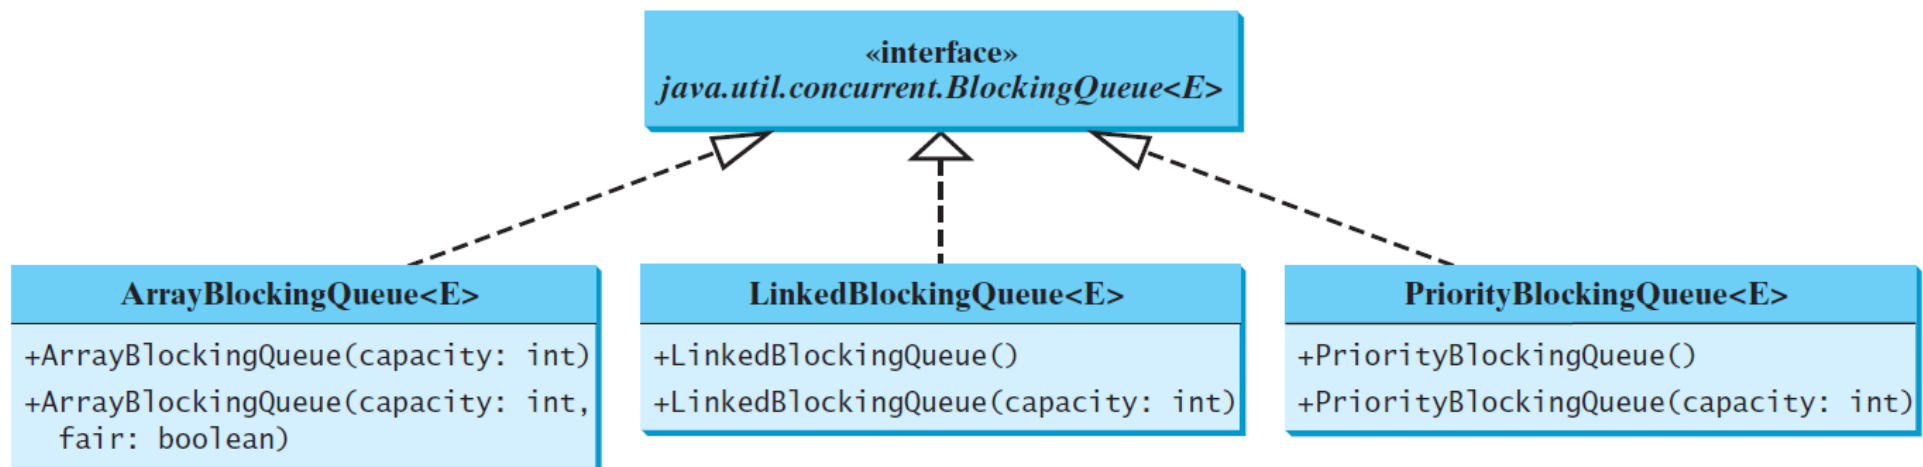 «interface»
java.util.concurrent.BlockingQueue<E>
ArrayBlockingQueue<E>
+ArrayBlockingQueue(capacity: int)
+ArrayBlockingQueue(capacity: int,
fair: boolean)
LinkedBlockingQueue<E>
+LinkedBlockingQueue()
+LinkedBlockingQueue(capacity: int)
PriorityBlockingQueue<E>
+PriorityBlockingQueue()
+PriorityBlockingQueue(capacity: int)